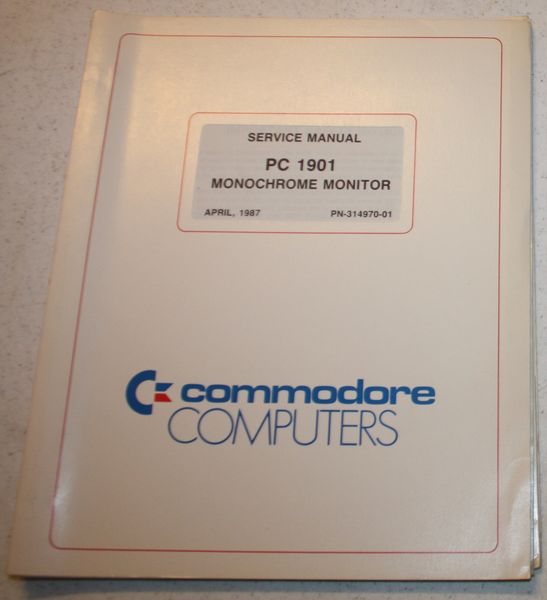 SERVICE MANUAL
PC 1901
MONOCHROME MONITOR
APRIL, 1987 PN-314970-01
commodore
COMPUTERS